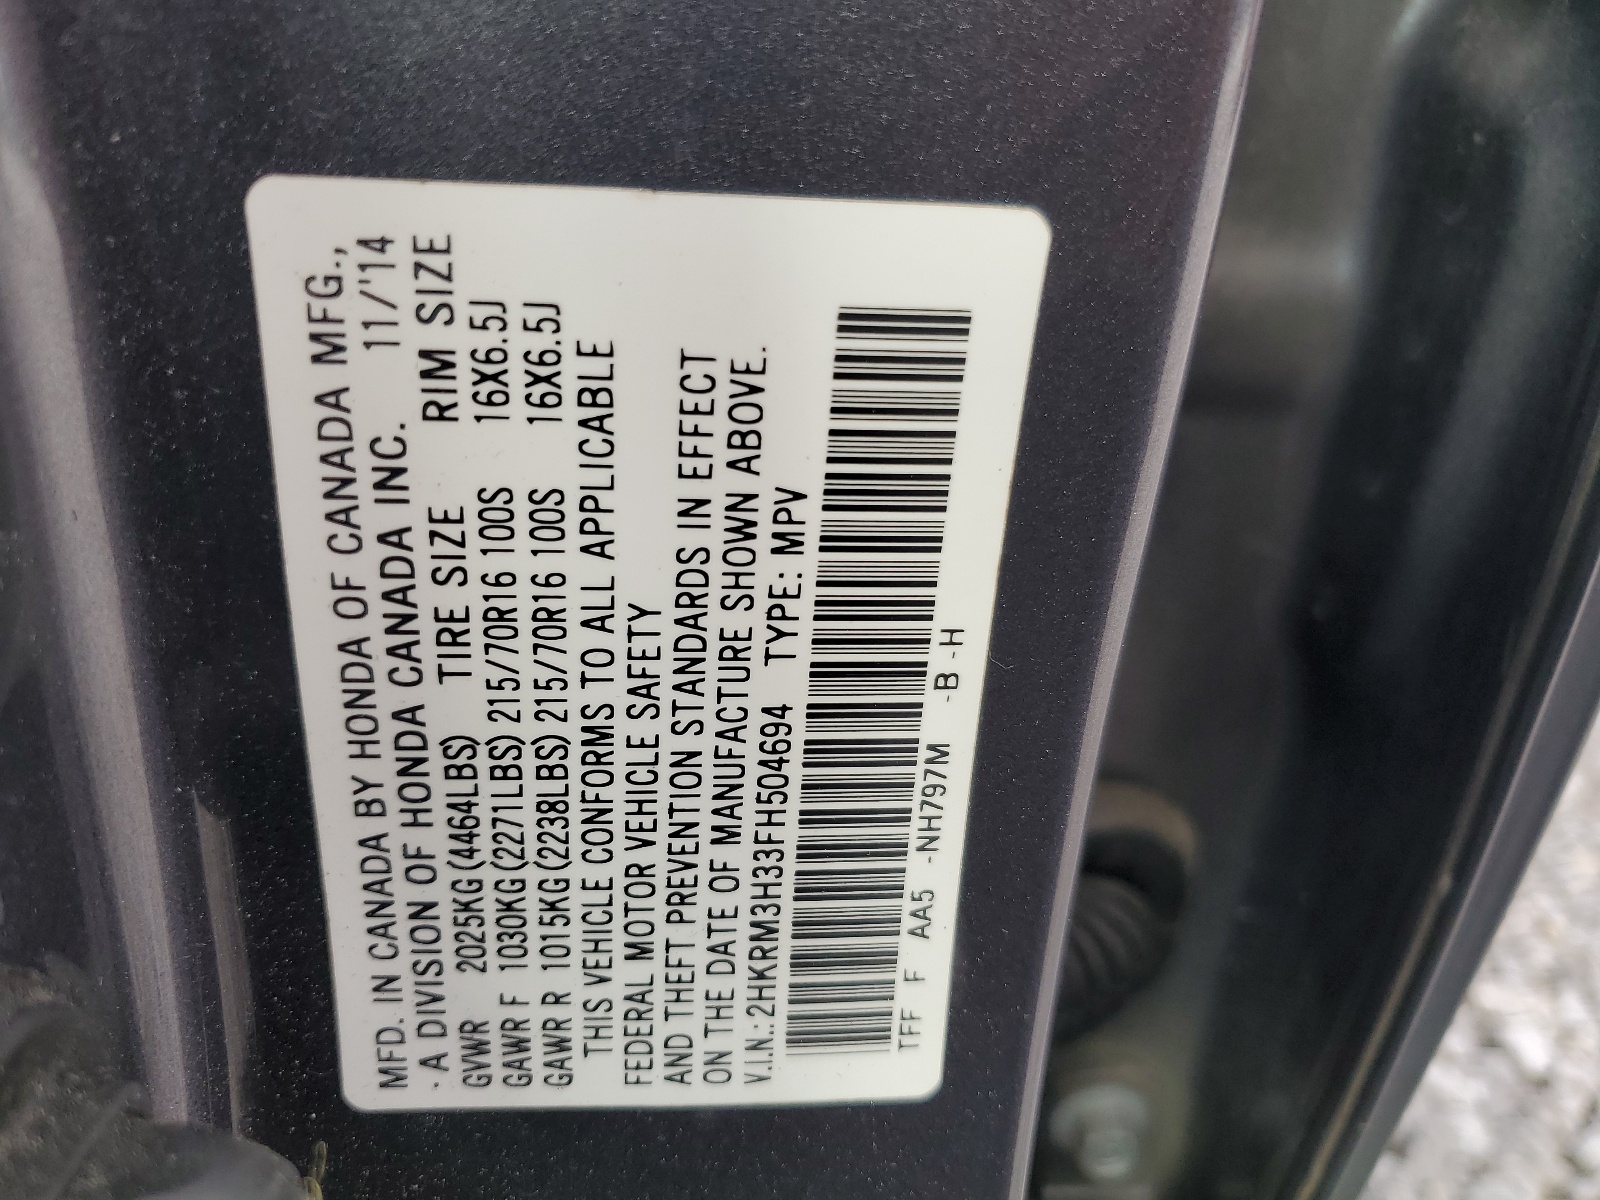 MFD. IN CANADA BY HONDA OF CANADA MFG.,
· A DIVISION OF HONDA CANADA INC. 11/'14
GVWR 2025KG(4464LBS) TIRE SIZE RIM SIZE
GAWR F 1030KG(2271LBS) 215/70R16 100S 16X6.5J
GAWR R 1015KG(2238LBS) 215/70R16 100S 16X6.5J
THIS VEHICLE CONFORMS TO ALL APPLICABLE
FEDERAL MOTOR VEHICLE SAFETY
AND THEFT PREVENTION STANDARDS IN EFFECT
ON THE DATE OF MANUFACTURE SHOWN ABOVE.
V.I.N.:2HKRM3H33FH504694 TYPE: MPV
TFF F AA5 -NH797M -B -H